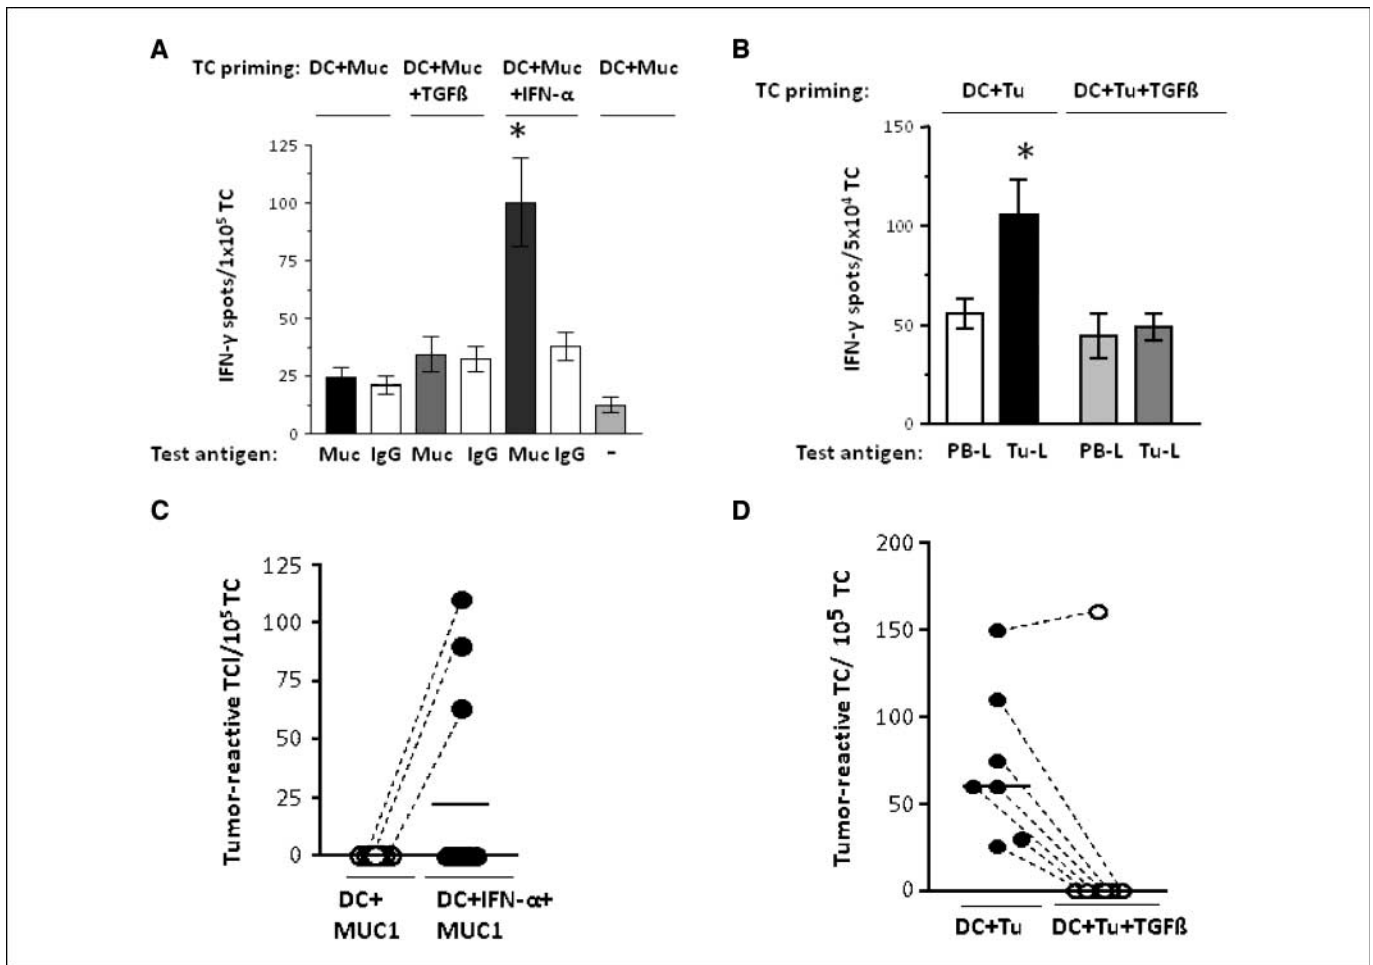 A
TC priming: DC+Muc DC+Muc DC+Muc DC+Muc
+TGFß +IFN-α
*
125
100
75
50
25
0
IFN-γ spots/1x10⁵ TC
Test antigen: Muc IgG Muc IgG Muc IgG -
B
TC priming: DC+Tu DC+Tu+TGFß
*
150
100
50
0
IFN-γ spots/5x10⁴ TC
Test antigen: PB-L Tu-L PB-L Tu-L
C
125
100
75
50
25
0
Tumor-reactive TCI/10⁵ TC
DC+ DC+IFN-α+
MUC1 MUC1
D
200
150
100
50
0
Tumor-reactive TC/ 10⁵ TC
DC+Tu DC+Tu+TGFß